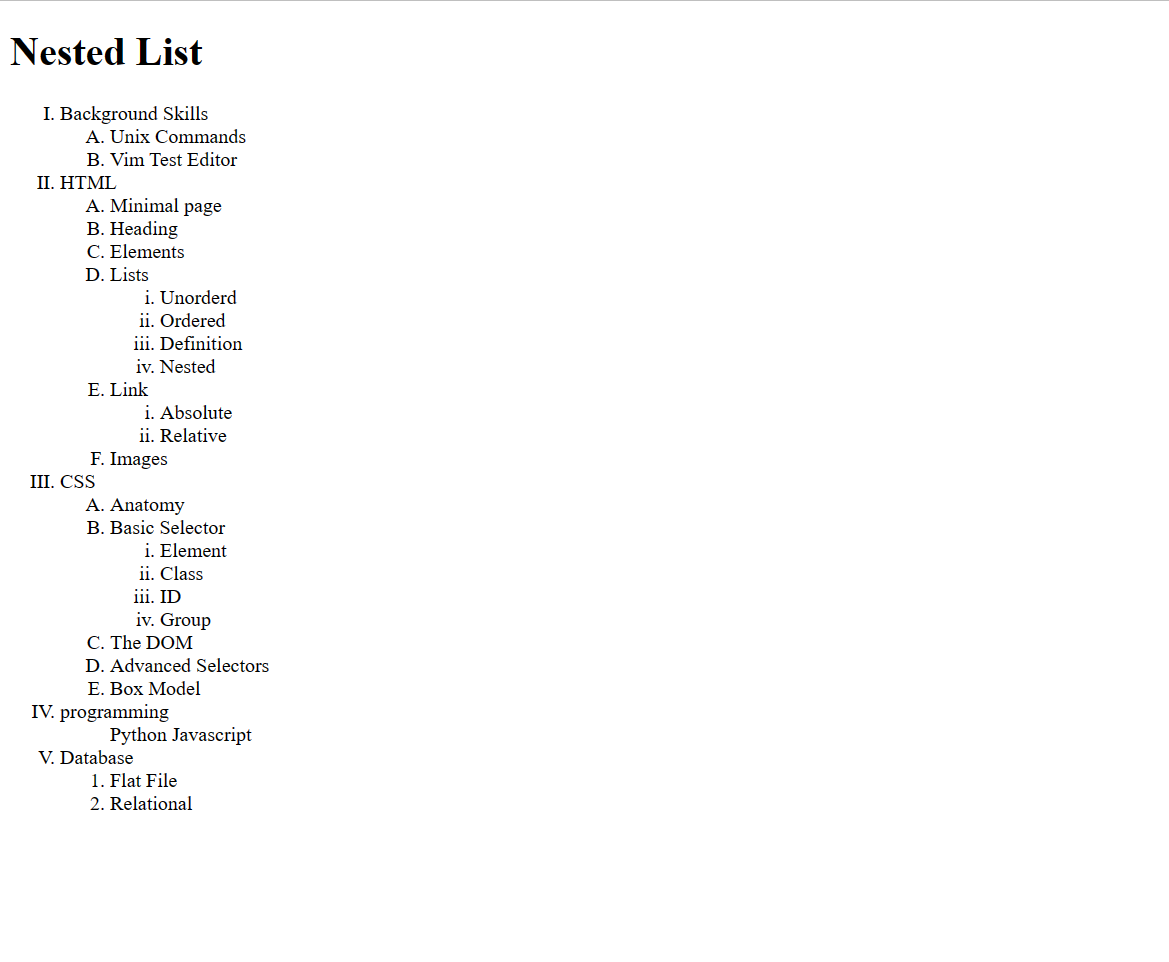 Nested List
I. Background Skills
A. Unix Commands
B. Vim Test Editor
II. HTML
A. Minimal page
B. Heading
C. Elements
D. Lists
i. Unorderd
ii. Ordered
iii. Definition
iv. Nested
E. Link
i. Absolute
ii. Relative
F. Images
III. CSS
A. Anatomy
B. Basic Selector
i. Element
ii. Class
iii. ID
iv. Group
C. The DOM
D. Advanced Selectors
E. Box Model
IV. programming
Python Javascript
V. Database
1. Flat File
2. Relational